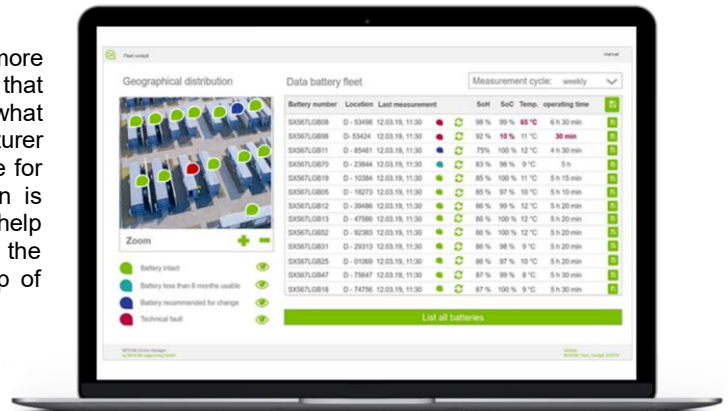 more
that
what
turer
e for
n is
help
the
p of
Fleet cockpit
manual
Geographical distribution
Data battery fleet
Measurement cycle: weekly
Battery number Location Last measurement SoH SoC Temp. operating time
SX567LGB08 D - 53498 12.03.19, 11:30 98 % 99 % 65 °C 6 h 30 min
SX567LGB98 D- 53424 12.03.19, 11:30 92 % 10 % 11 °C 30 min
SX567LGB11 D - 85461 12.03.19, 11:30 75% 100 % 12 °C 4 h 30 min
SX567LGB70 D - 23844 12.03.19, 11:30 83 % 98 % 9 °C 5 h
SX567LGB19 D - 10384 12.03.19, 11:30 85 % 100 % 11 °C 5 h 15 min
SX567LGB05 D - 18273 12.03.19, 11:30 85 % 97 % 10 °C 5 h 10 min
SX567LGB12 D - 39486 12.03.19, 11:30 86 % 99 % 12 °C 5 h 20 min
SX567LGB13 D - 47586 12.03.19, 11:30 86 % 100 % 12 °C 5 h 20 min
SX567LGB52 D - 92383 12.03.19, 11:30 86 % 100 % 12 °C 5 h 20 min
SX567LGB31 D - 29313 12.03.19, 11:30 86 % 98 % 9 °C 5 h 20 min
SX567LGB25 D - 01069 12.03.19, 11:30 86 % 97 % 10 °C 5 h 20 min
SX567LGB47 D - 75647 12.03.19, 11:30 87 % 99 % 8 °C 5 h 30 min
SX567LGB18 D - 74756 12.03.19, 11:30 87 % 100 % 9 °C 5 h 30 min
Zoom
Battery intact
Battery less than 6 months usable
Battery recommended for change
Technical fault
List all batteries